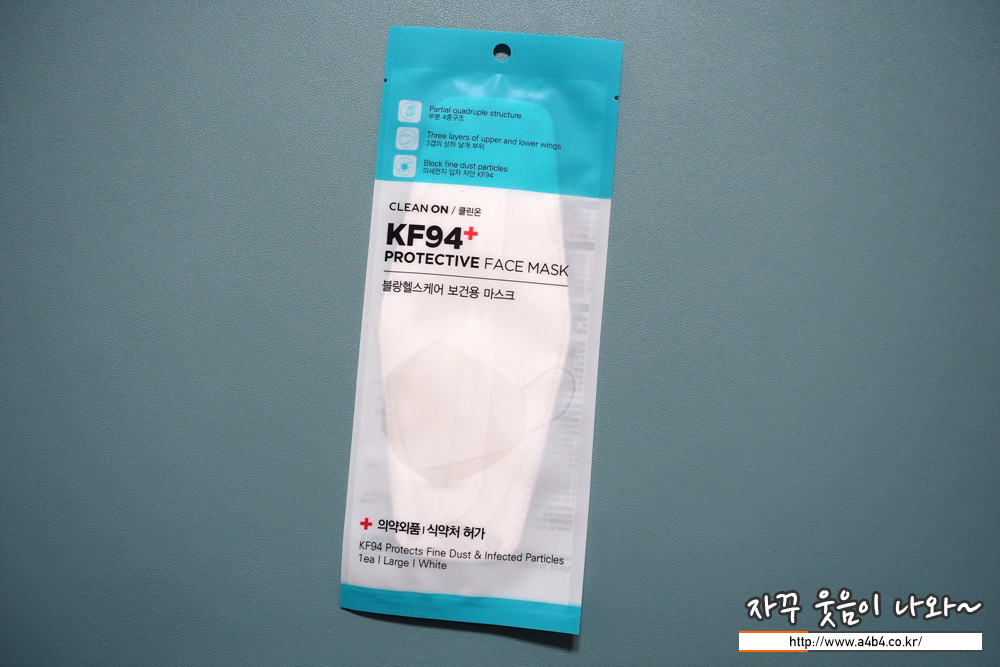 Partial quadruple structure
부분 4중구조
Three layers of upper and lower wings
3겹의 상하 날개 부위
Block fine dust particles
미세먼지 입자 차단 KF94
CLEAN ON / 클린온
KF94+
PROTECTIVE FACE MASK
블랑헬스케어 보건용 마스크
+ 의약외품 | 식약처 허가
KF94 Protects Fine Dust & Infected Particles
1ea | Large | White
자꾸 웃음이 나와~
http://www.a4b4.co.kr/